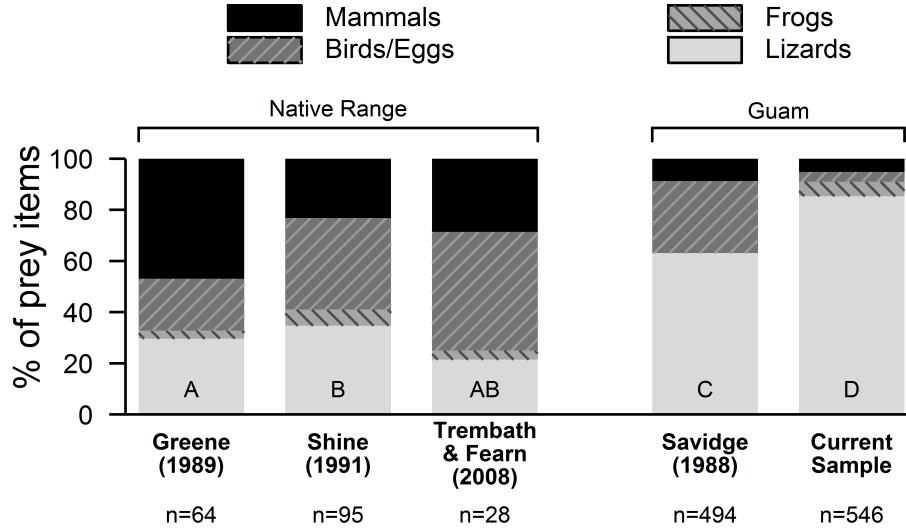 Mammals
Birds/Eggs
Frogs
Lizards
Native Range
Guam
% of prey items
100
80
60
40
20
0
A
B
AB
C
D
Greene
(1989)
Shine
(1991)
Trembath
& Fearn
(2008)
Savidge
(1988)
Current
Sample
n=64
n=95
n=28
n=494
n=546